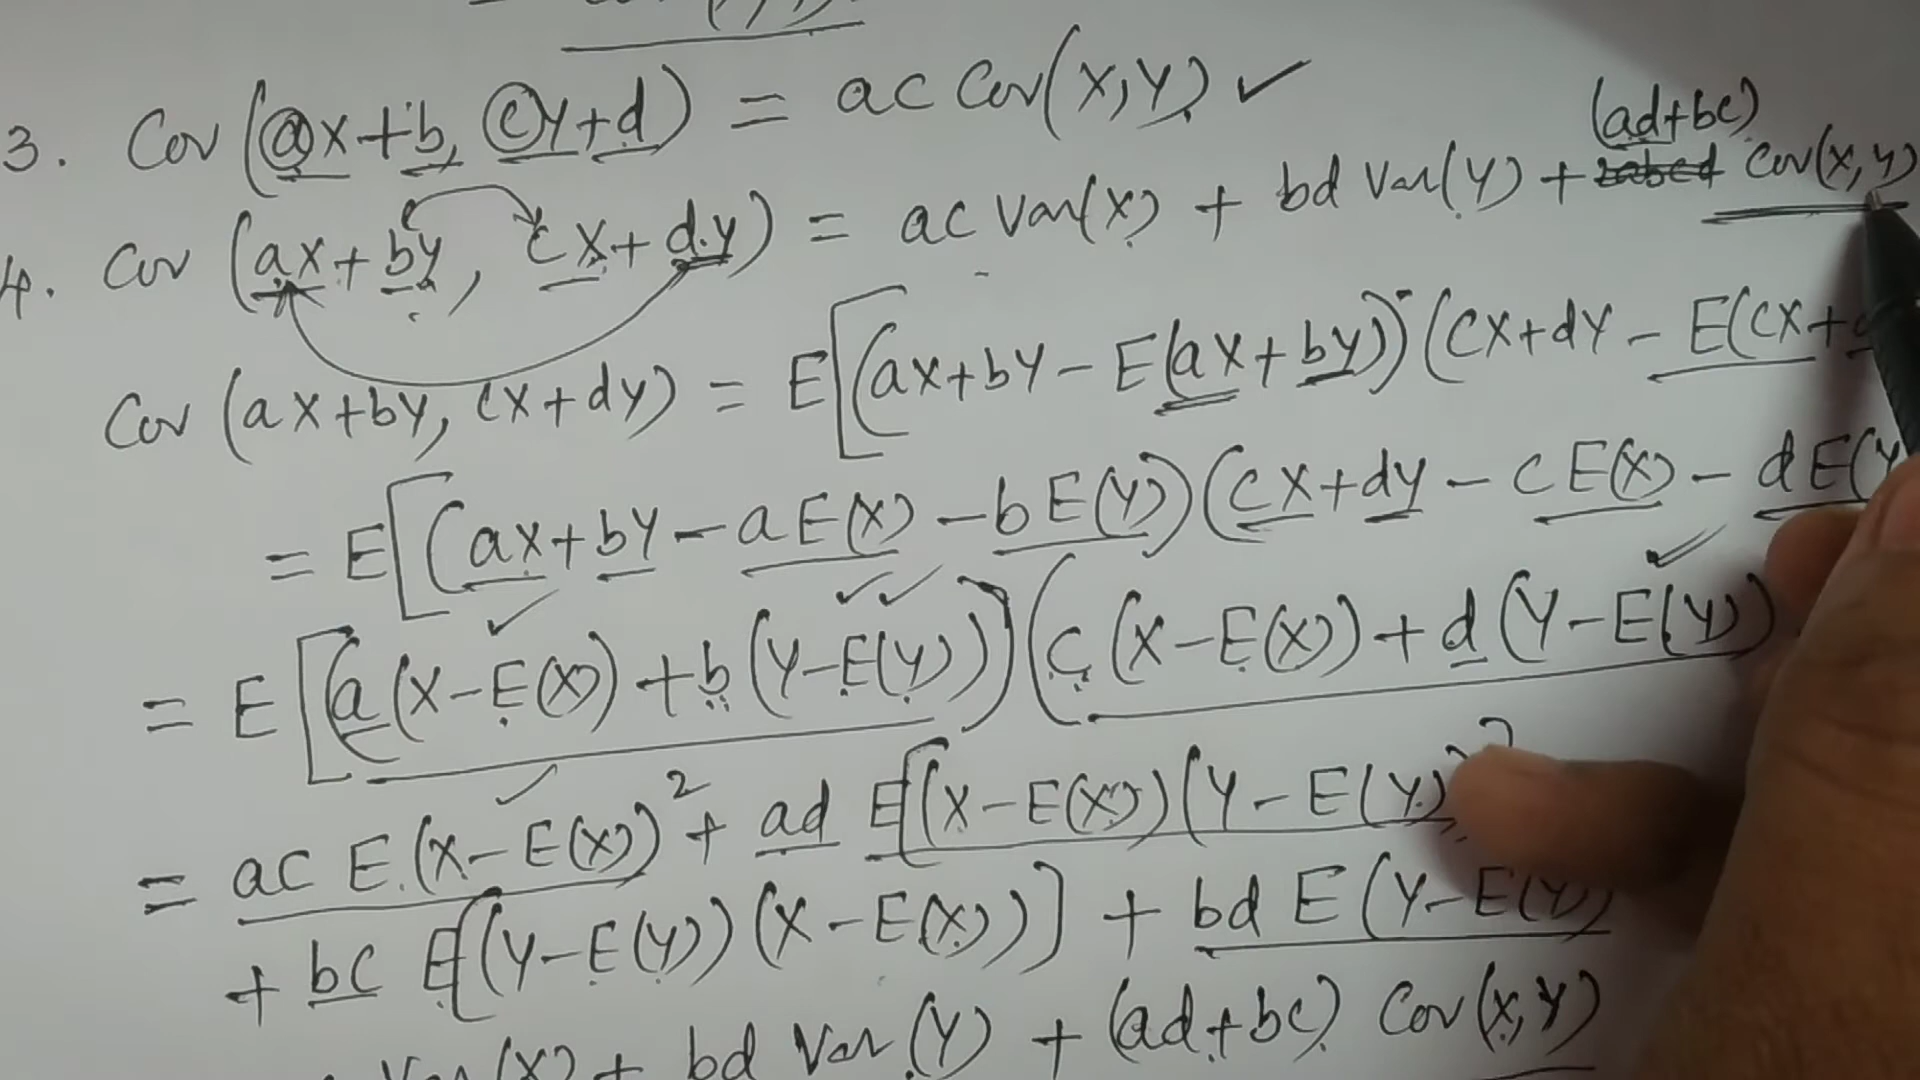 3. Cov (aX+b, cY+d) = ac Cov(X,Y) ✓
(ad+bc)
4. Cov (aX+bY, cX+dY) = ac Var(X) + bd Var(Y) + 2abcd Cov(X,Y)
Cov (aX+bY, cX+dY) = E[(aX+bY - E(aX+bY))(cX+dY - E(cX+
= E[(aX+bY - aE(X) - bE(Y))(cX+dY - cE(X) - dE(Y
= E[(a(X-E(X)) + b(Y-E(Y)))(c(X-E(X)) + d(Y-E(Y))
= ac E(X-E(X))² + ad E[(X-E(X))(Y-E(Y)
+ bc E[(Y-E(Y))(X-E(X))] + bd E(Y-E(Y)
Var(X) + bd Var(Y) + (ad+bc) Cov(X,Y)